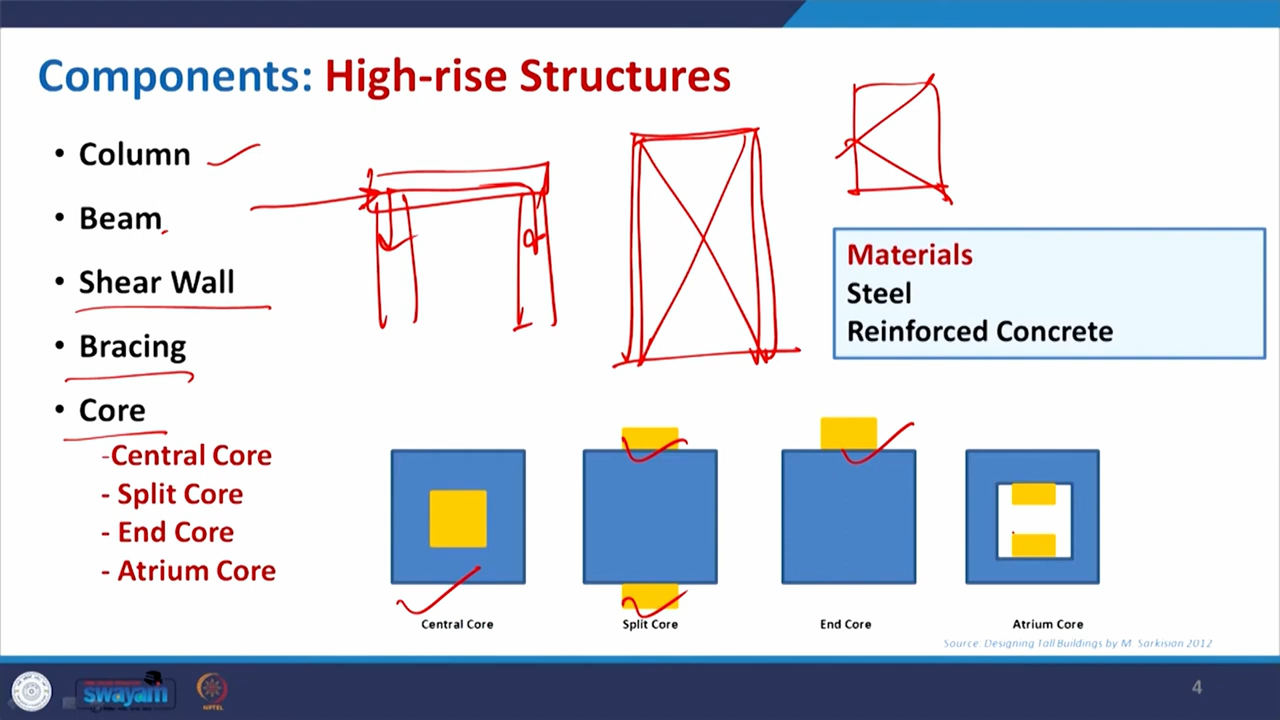 Components: High-rise Structures
• Column
• Beam
• Shear Wall
• Bracing
• Core
-Central Core
- Split Core
- End Core
- Atrium Core
Materials
Steel
Reinforced Concrete
Central Core
Split Core
End Core
Atrium Core
Source: Designing Tall Buildings by M. Sarkisian 2012
swayam
NPTEL
4